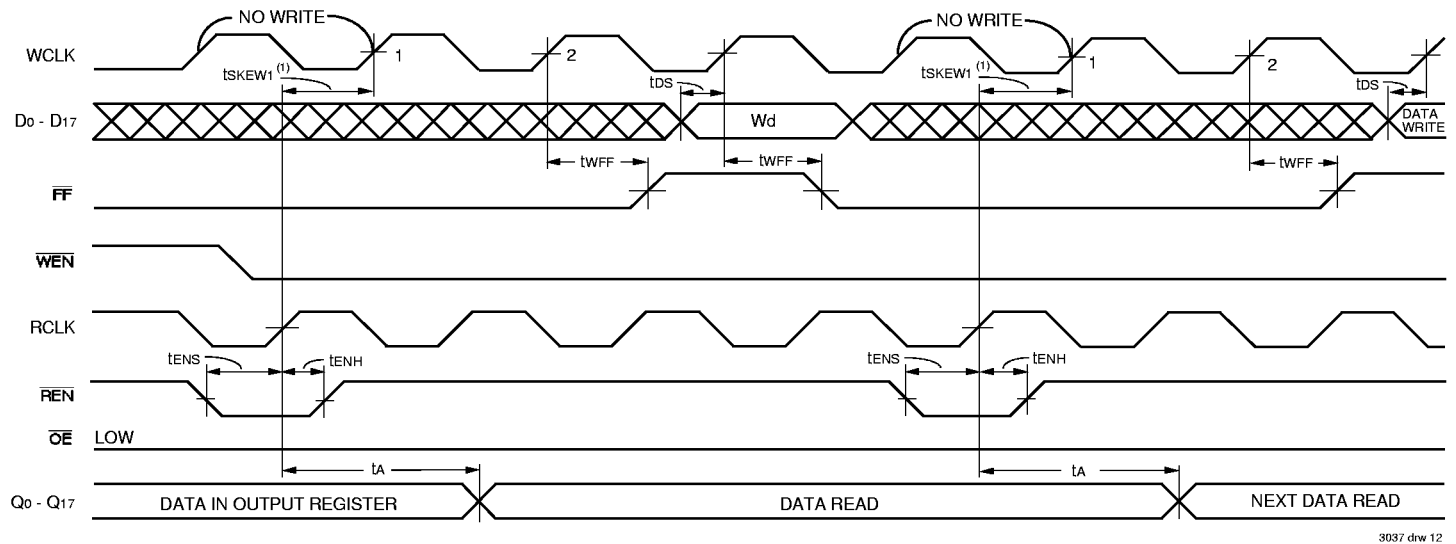 NO WRITE
NO WRITE
WCLK
1
2
1
2
tSKEW1 (1)
tDS
tSKEW1 (1)
tDS
D0 - D17
Wd
DATA WRITE
tWFF
tWFF
tWFF
FF
WEN
RCLK
tENS
tENH
tENS
tENH
REN
OE
LOW
tA
tA
Q0 - Q17
DATA IN OUTPUT REGISTER
DATA READ
NEXT DATA READ
3037 drw 12